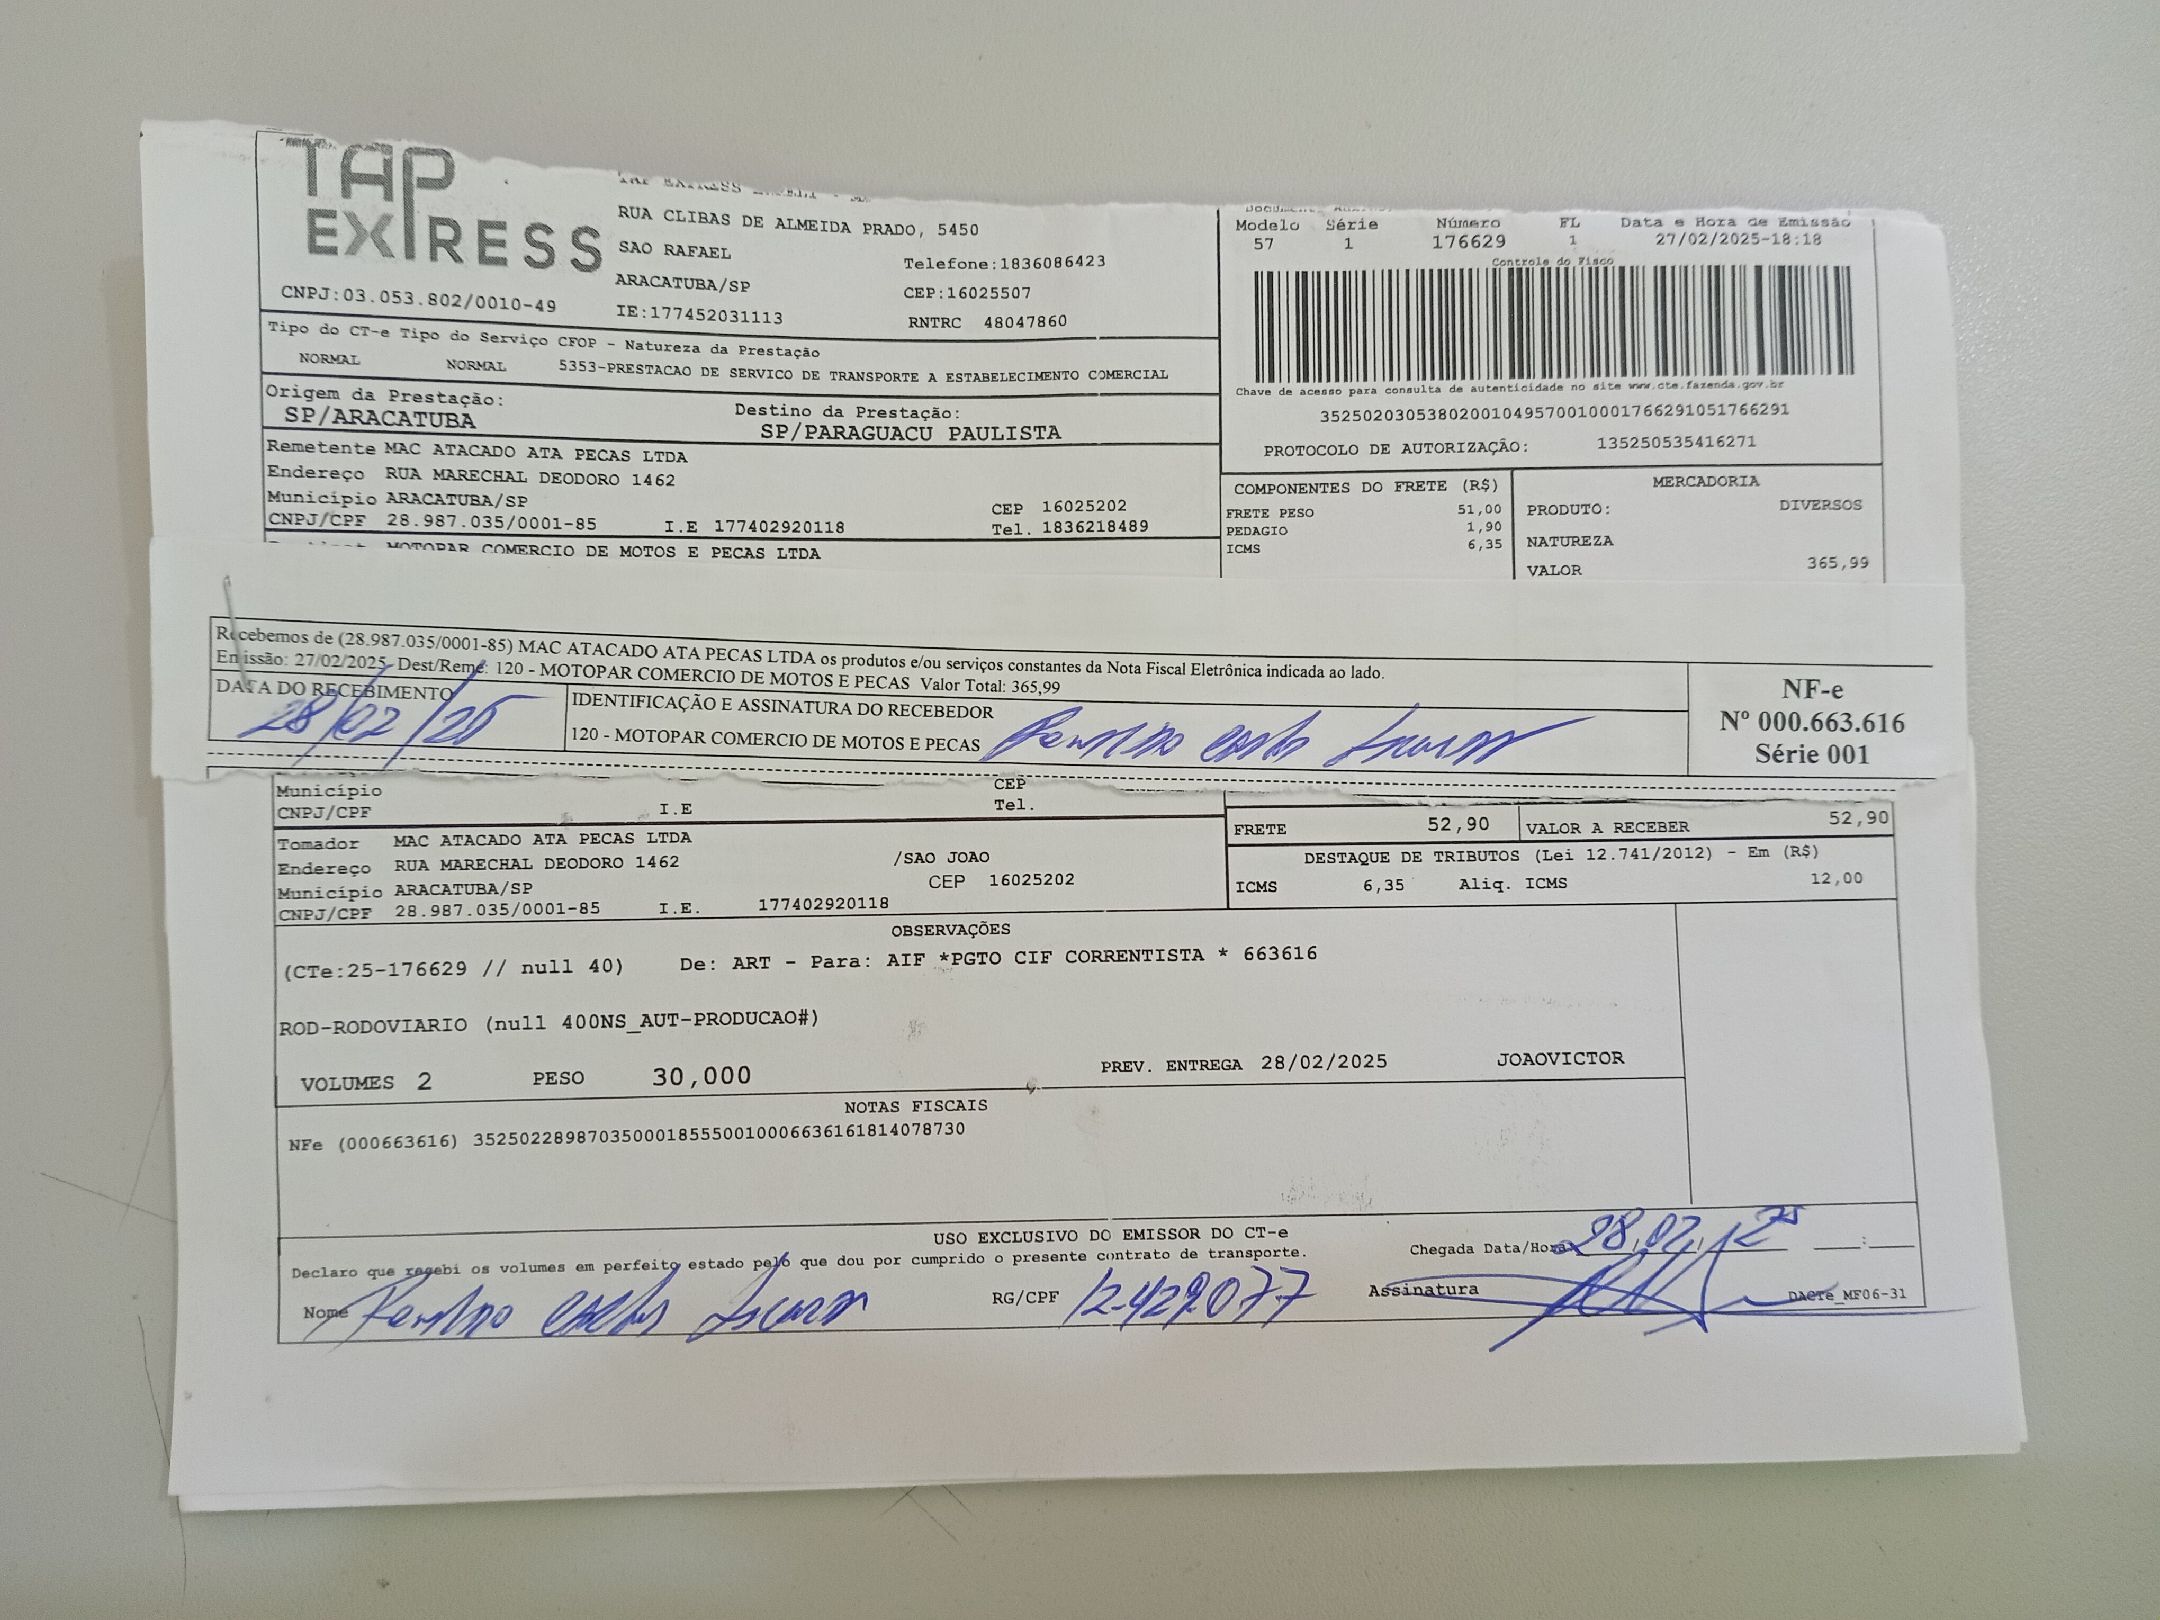 TAP
EXPRESS
RUA CLIBAS DE ALMEIDA PRADO, 5450
SAO RAFAEL
Telefone:1836086423
ARACATUBA/SP
CEP:16025507
CNPJ:03.053.802/0010-49
IE:177452031113
RNTRC 48047860
Modelo Série Número FL Data e Hora de Emissão
57 1 176629 1 27/02/2025-18:18
Controle do Fisco
Chave de acesso para consulta de autenticidade no site www.cte.fazenda.gov.br
35250203053802001049570010001766291051766291
PROTOCOLO DE AUTORIZAÇÃO: 135250535416271
Tipo do CT-e Tipo do Serviço CFOP - Natureza da Prestação
NORMAL NORMAL 5353-PRESTACAO DE SERVICO DE TRANSPORTE A ESTABELECIMENTO COMERCIAL
Origem da Prestação: Destino da Prestação:
SP/ARACATUBA SP/PARAGUACU PAULISTA
Remetente MAC ATACADO ATA PECAS LTDA
Endereço RUA MARECHAL DEODORO 1462
Município ARACATUBA/SP CEP 16025202
CNPJ/CPF 28.987.035/0001-85 I.E 177402920118 Tel. 1836218489
MOTOPAR COMERCIO DE MOTOS E PECAS LTDA
COMPONENTES DO FRETE (R$)
FRETE PESO 51,00
PEDAGIO 1,90
ICMS 6,35
MERCADORIA
PRODUTO: DIVERSOS
NATUREZA
VALOR 365,99
Recebemos de (28.987.035/0001-85) MAC ATACADO ATA PECAS LTDA os produtos e/ou serviços constantes da Nota Fiscal Eletrônica indicada ao lado.
Emissão: 27/02/2025 Dest/Reme: 120 - MOTOPAR COMERCIO DE MOTOS E PECAS Valor Total: 365,99
DATA DO RECEBIMENTO
28/02/25
IDENTIFICAÇÃO E ASSINATURA DO RECEBEDOR
120 - MOTOPAR COMERCIO DE MOTOS E PECAS
NF-e
Nº 000.663.616
Série 001
Município CEP
CNPJ/CPF I.E Tel.
Tomador MAC ATACADO ATA PECAS LTDA
Endereço RUA MARECHAL DEODORO 1462 /SAO JOAO
Município ARACATUBA/SP CEP 16025202
CNPJ/CPF 28.987.035/0001-85 I.E. 177402920118
FRETE 52,90 VALOR A RECEBER 52,90
DESTAQUE DE TRIBUTOS (Lei 12.741/2012) - Em (R$)
ICMS 6,35 Aliq. ICMS 12,00
OBSERVAÇÕES
(CTe:25-176629 // null 40) De: ART - Para: AIF *PGTO CIF CORRENTISTA * 663616
ROD-RODOVIARIO (null 400NS_AUT-PRODUCAO#)
VOLUMES 2 PESO 30,000 PREV. ENTREGA 28/02/2025 JOAOVICTOR
NOTAS FISCAIS
NFe (000663616) 35250228987035000185550010006636161814078730
USO EXCLUSIVO DO EMISSOR DO CT-e
Declaro que recebi os volumes em perfeito estado pelo que dou por cumprido o presente contrato de transporte.
Chegada Data/Hora 28,02,25 :
Nome RG/CPF 12.429.077 Assinatura DACTe_MF06-31